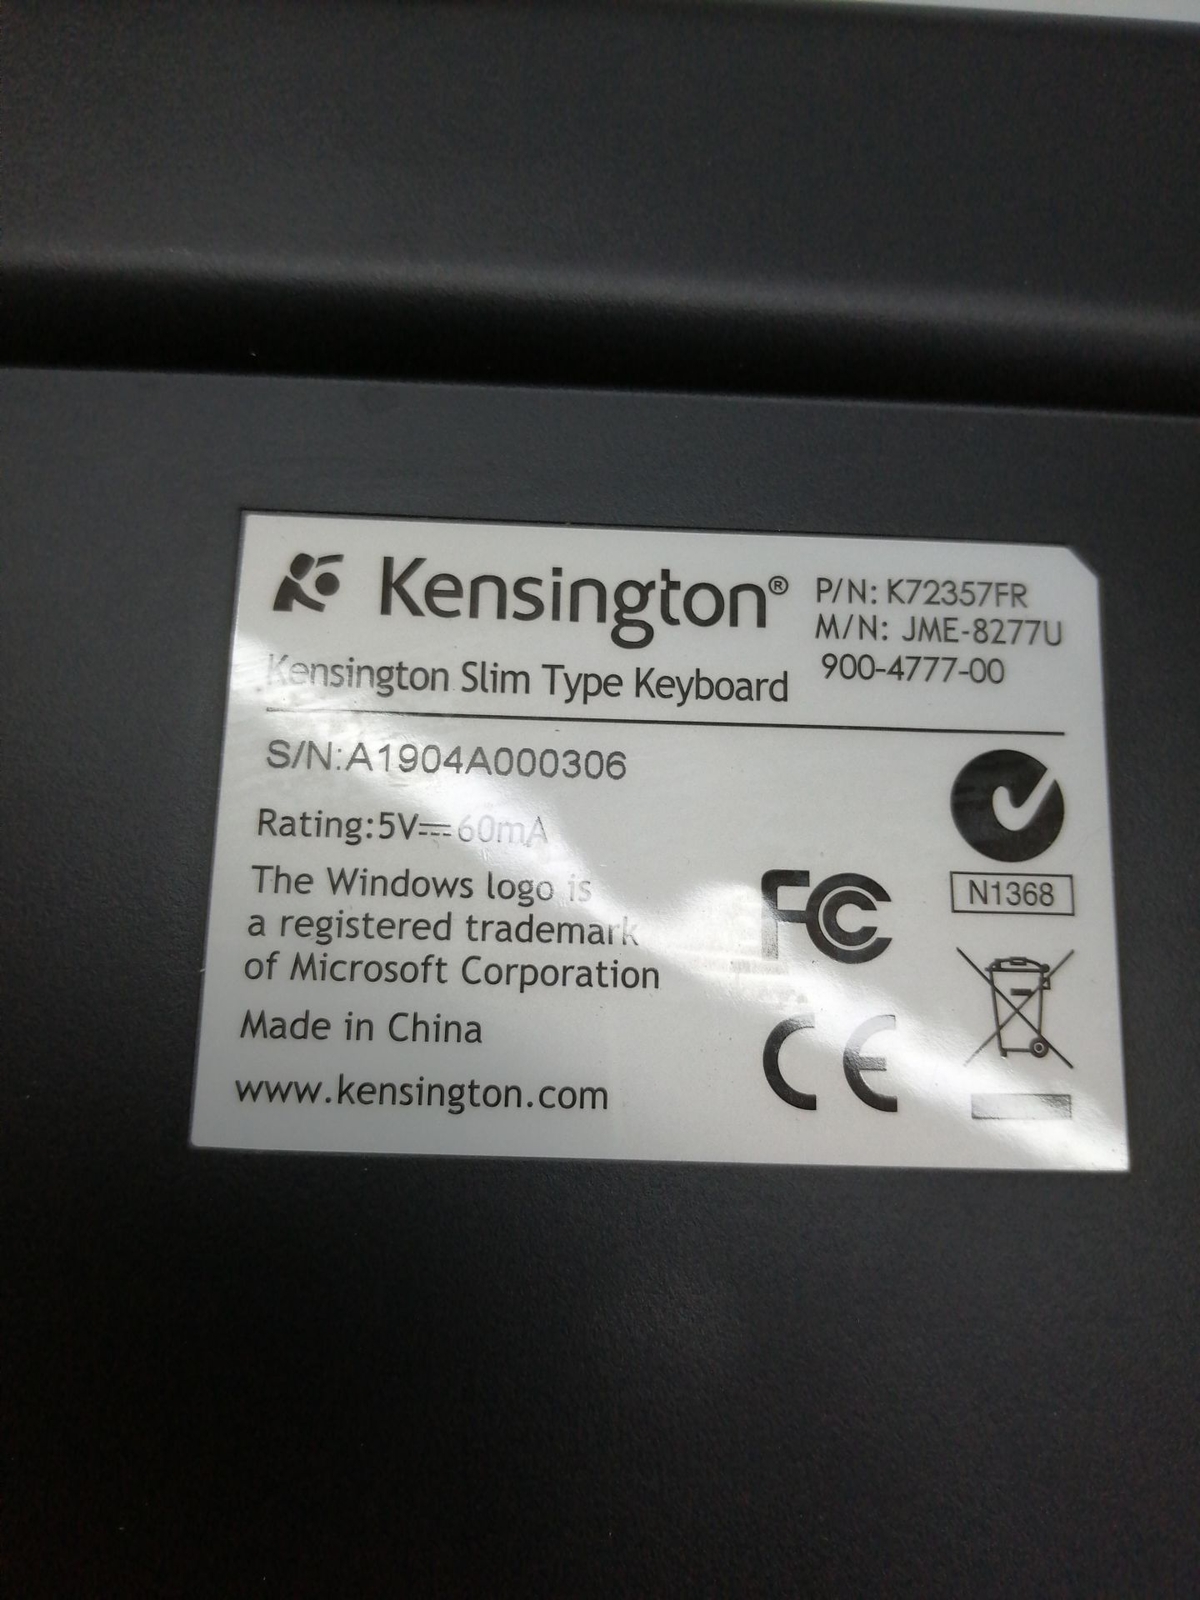 Kensington®
P/N: K72357FR
M/N: JME-8277U
Kensington Slim Type Keyboard
900-4777-00
S/N:A1904A000306
Rating:5V⎓60mA
The Windows logo is
a registered trademark
of Microsoft Corporation
Made in China
www.kensington.com
FC
N1368
CE